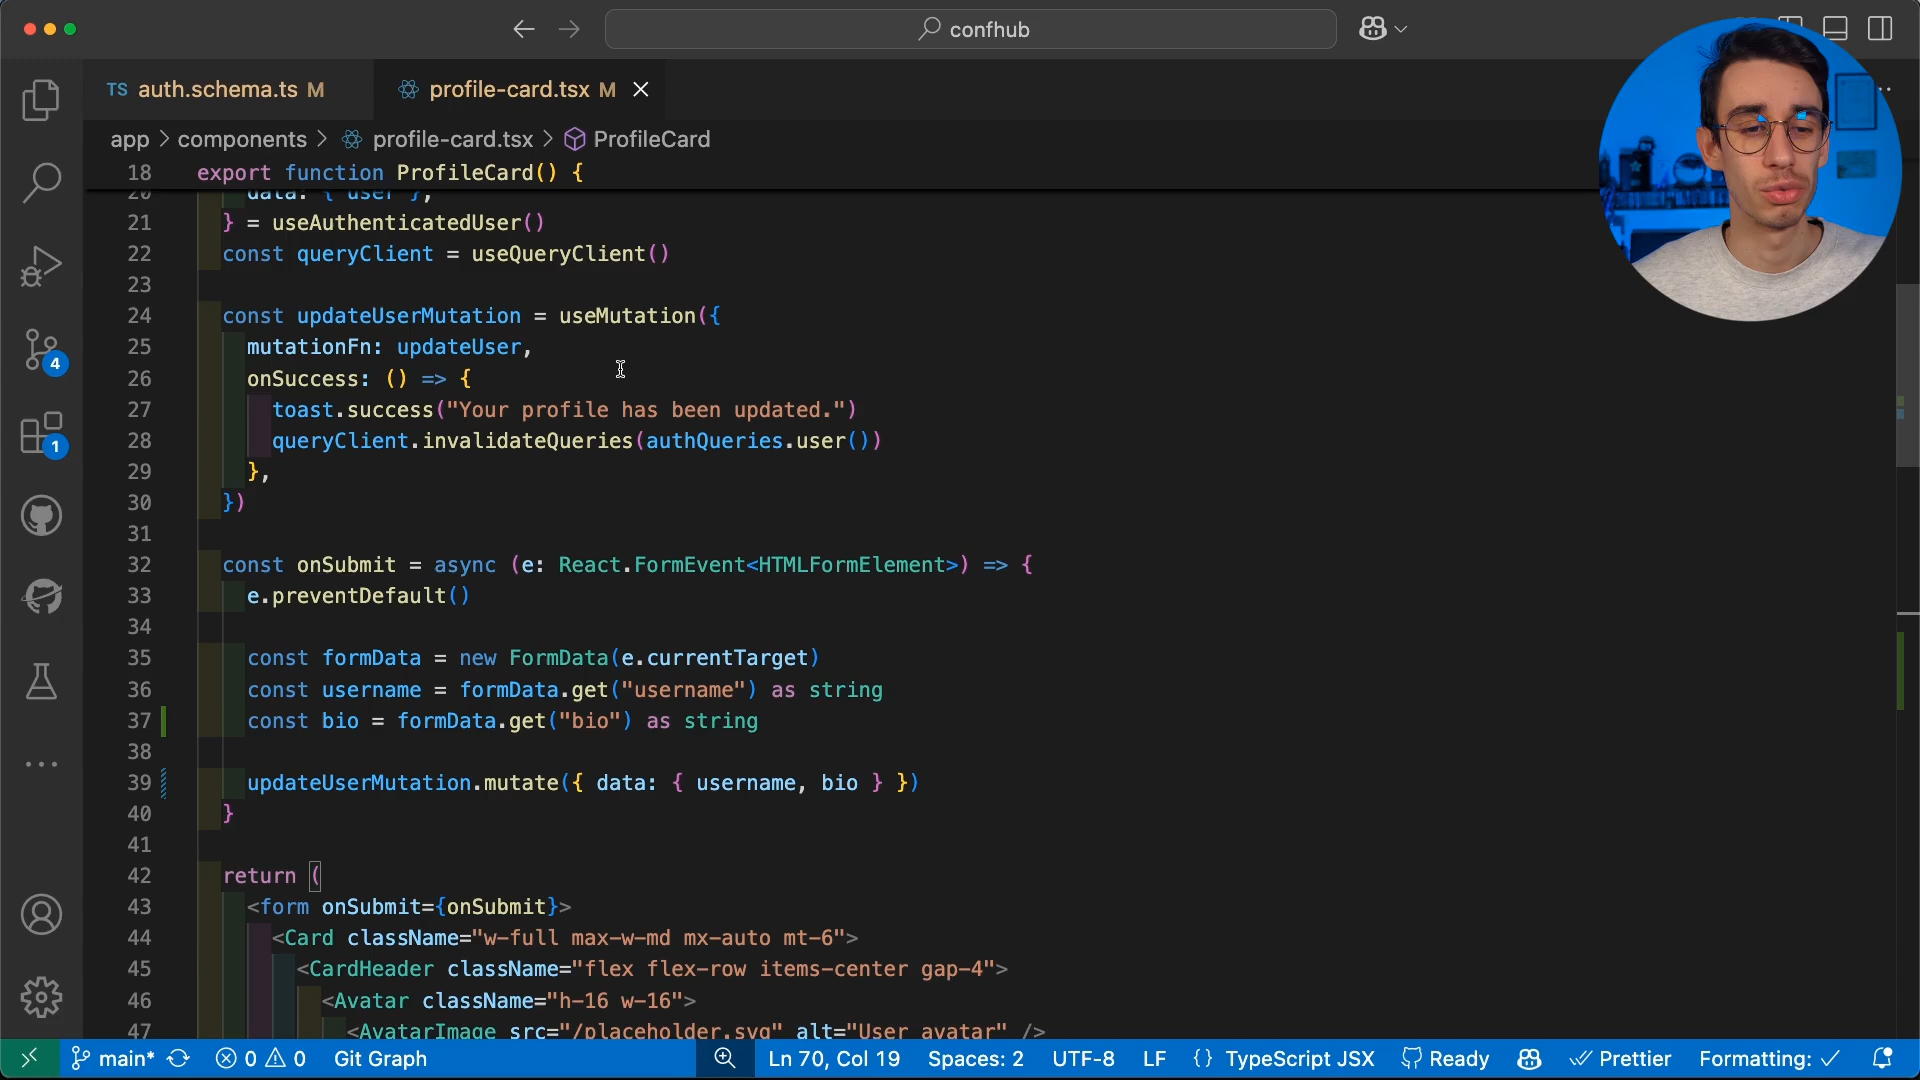 confhub
TS auth.schema.ts M
profile-card.tsx M
app > components > profile-card.tsx > ProfileCard
18 export function ProfileCard() {
20 data: { user },
21 } = useAuthenticatedUser()
22 const queryClient = useQueryClient()
23
24 const updateUserMutation = useMutation({
25 mutationFn: updateUser,
26 onSuccess: () => {
27 toast.success("Your profile has been updated.")
28 queryClient.invalidateQueries(authQueries.user())
29 },
30 })
31
32 const onSubmit = async (e: React.FormEvent<HTMLFormElement>) => {
33 e.preventDefault()
34
35 const formData = new FormData(e.currentTarget)
36 const username = formData.get("username") as string
37 const bio = formData.get("bio") as string
38
39 updateUserMutation.mutate({ data: { username, bio } })
40 }
41
42 return (
43 <form onSubmit={onSubmit}>
44 <Card className="w-full max-w-md mx-auto mt-6">
45 <CardHeader className="flex flex-row items-center gap-4">
46 <Avatar className="h-16 w-16">
47 <AvatarImage src="/placeholder.svg" alt="User avatar" />
4
1
main* 0 0 Git Graph Ln 70, Col 19 Spaces: 2 UTF-8 LF {} TypeScript JSX Ready Prettier Formatting: ✓